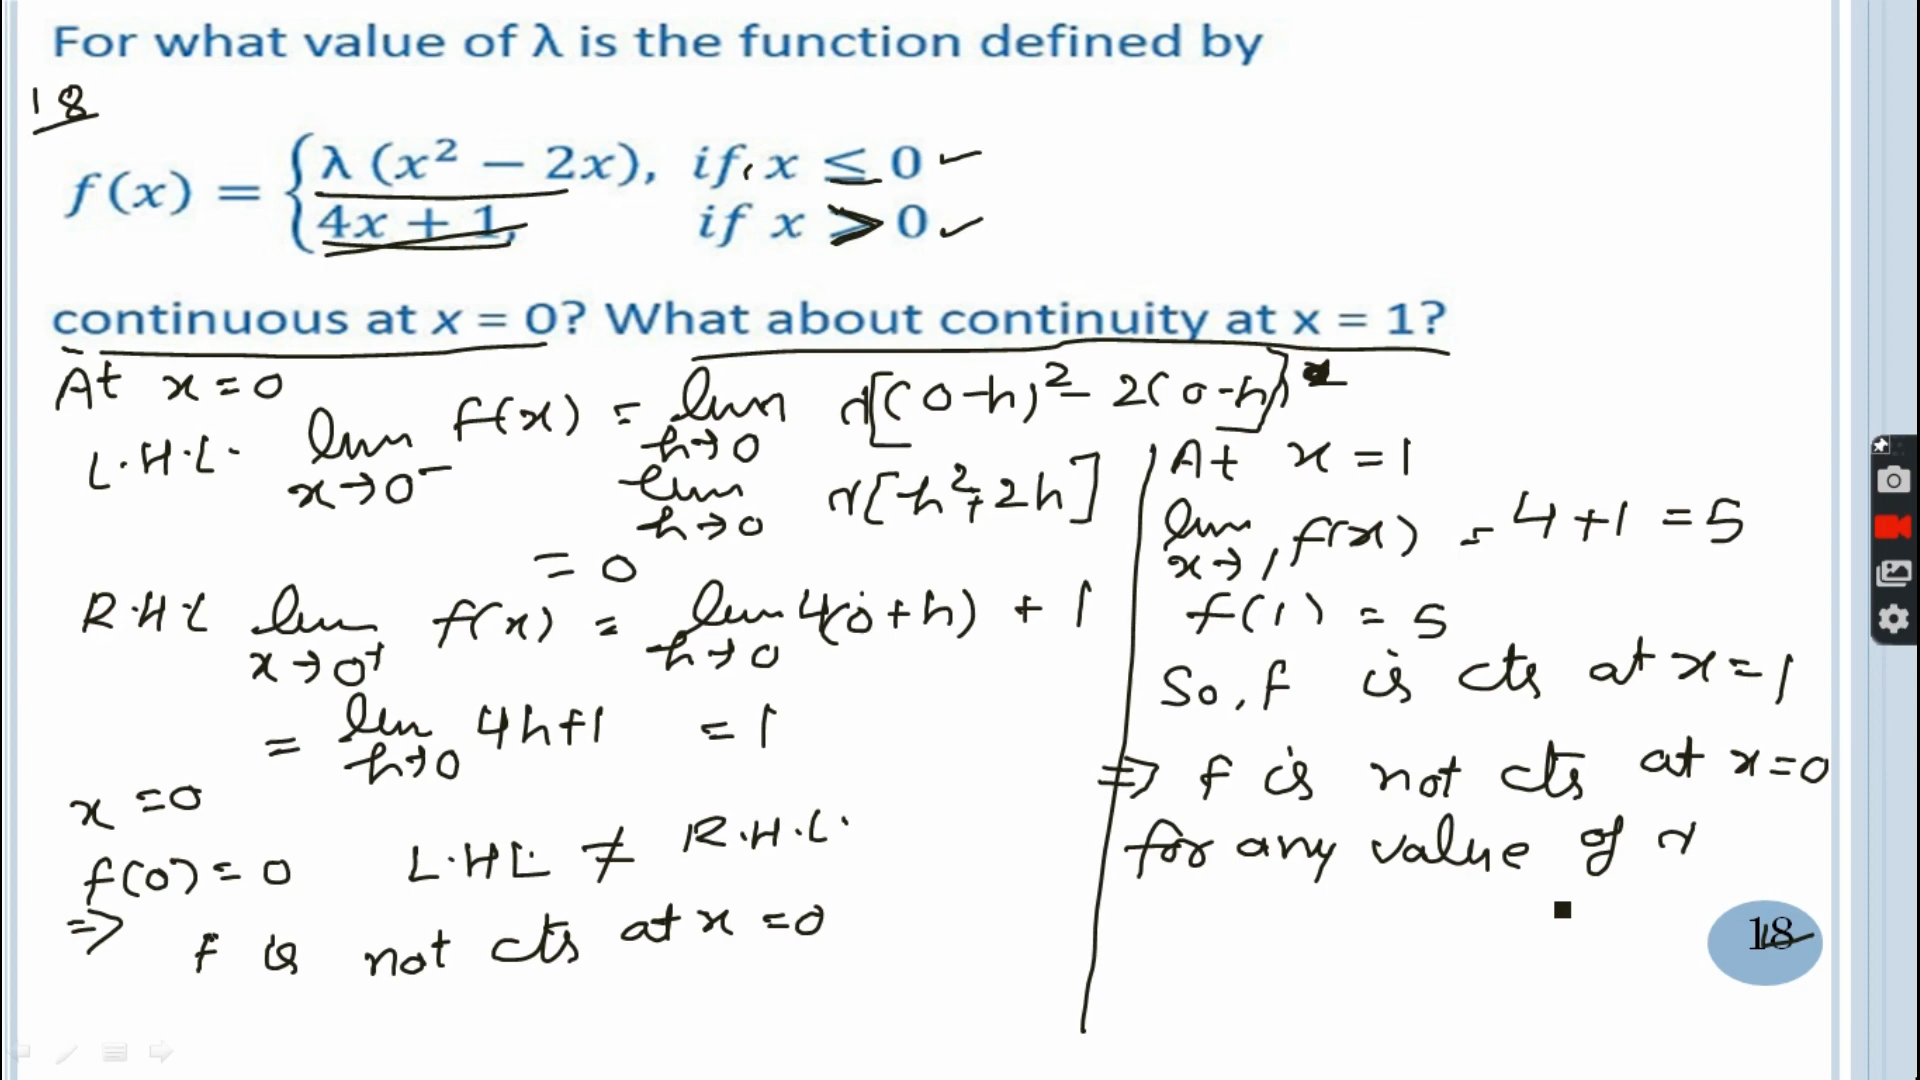 For what value of λ is the function defined by
18
f(x) = { λ (x² − 2x), if x ≤ 0
4x + 1, if x > 0
continuous at x = 0? What about continuity at x = 1?
At x = 0
L.H.L. lim x→0⁻ f(x) = lim h→0 λ[(0-h)² - 2(0-h)]
lim h→0 λ[h² + 2h]
= 0
R.H.L lim x→0⁺ f(x) = lim h→0 4(0+h) + 1
= lim h→0 4h+1 = 1
x = 0
f(0) = 0 L.H.L. ≠ R.H.L.
⇒ f is not cts at x = 0
At x = 1
lim x→1 f(x) = 4+1 = 5
f(1) = 5
So, f is cts at x = 1
⇒ f is not cts at x = 0
for any value of λ
18